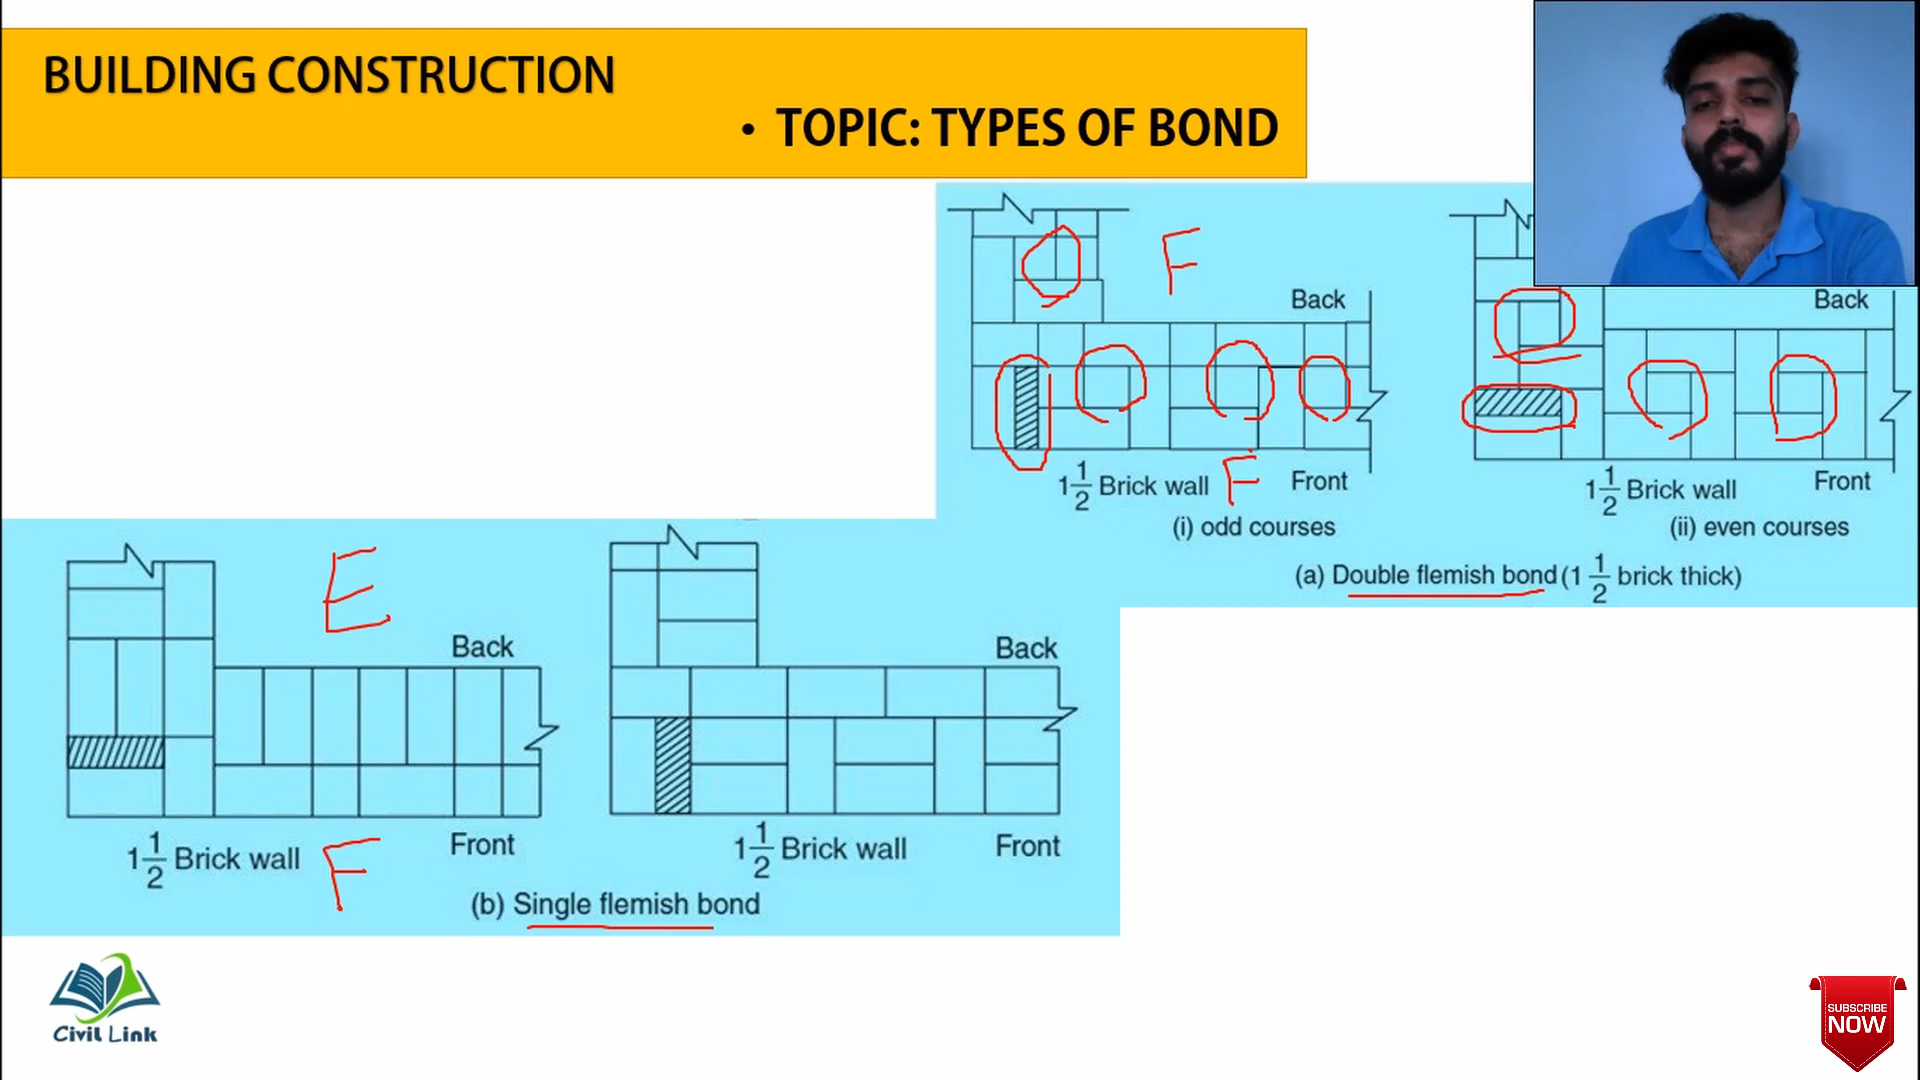 BUILDING CONSTRUCTION
• TOPIC: TYPES OF BOND
F
Back
Back
1 1/2 Brick wall F Front
(i) odd courses
1 1/2 Brick wall Front
(ii) even courses
(a) Double flemish bond (1 1/2 brick thick)
E
Back
Back
1 1/2 Brick wall F Front
1 1/2 Brick wall Front
(b) Single flemish bond
Civil Link
SUBSCRIBE
NOW